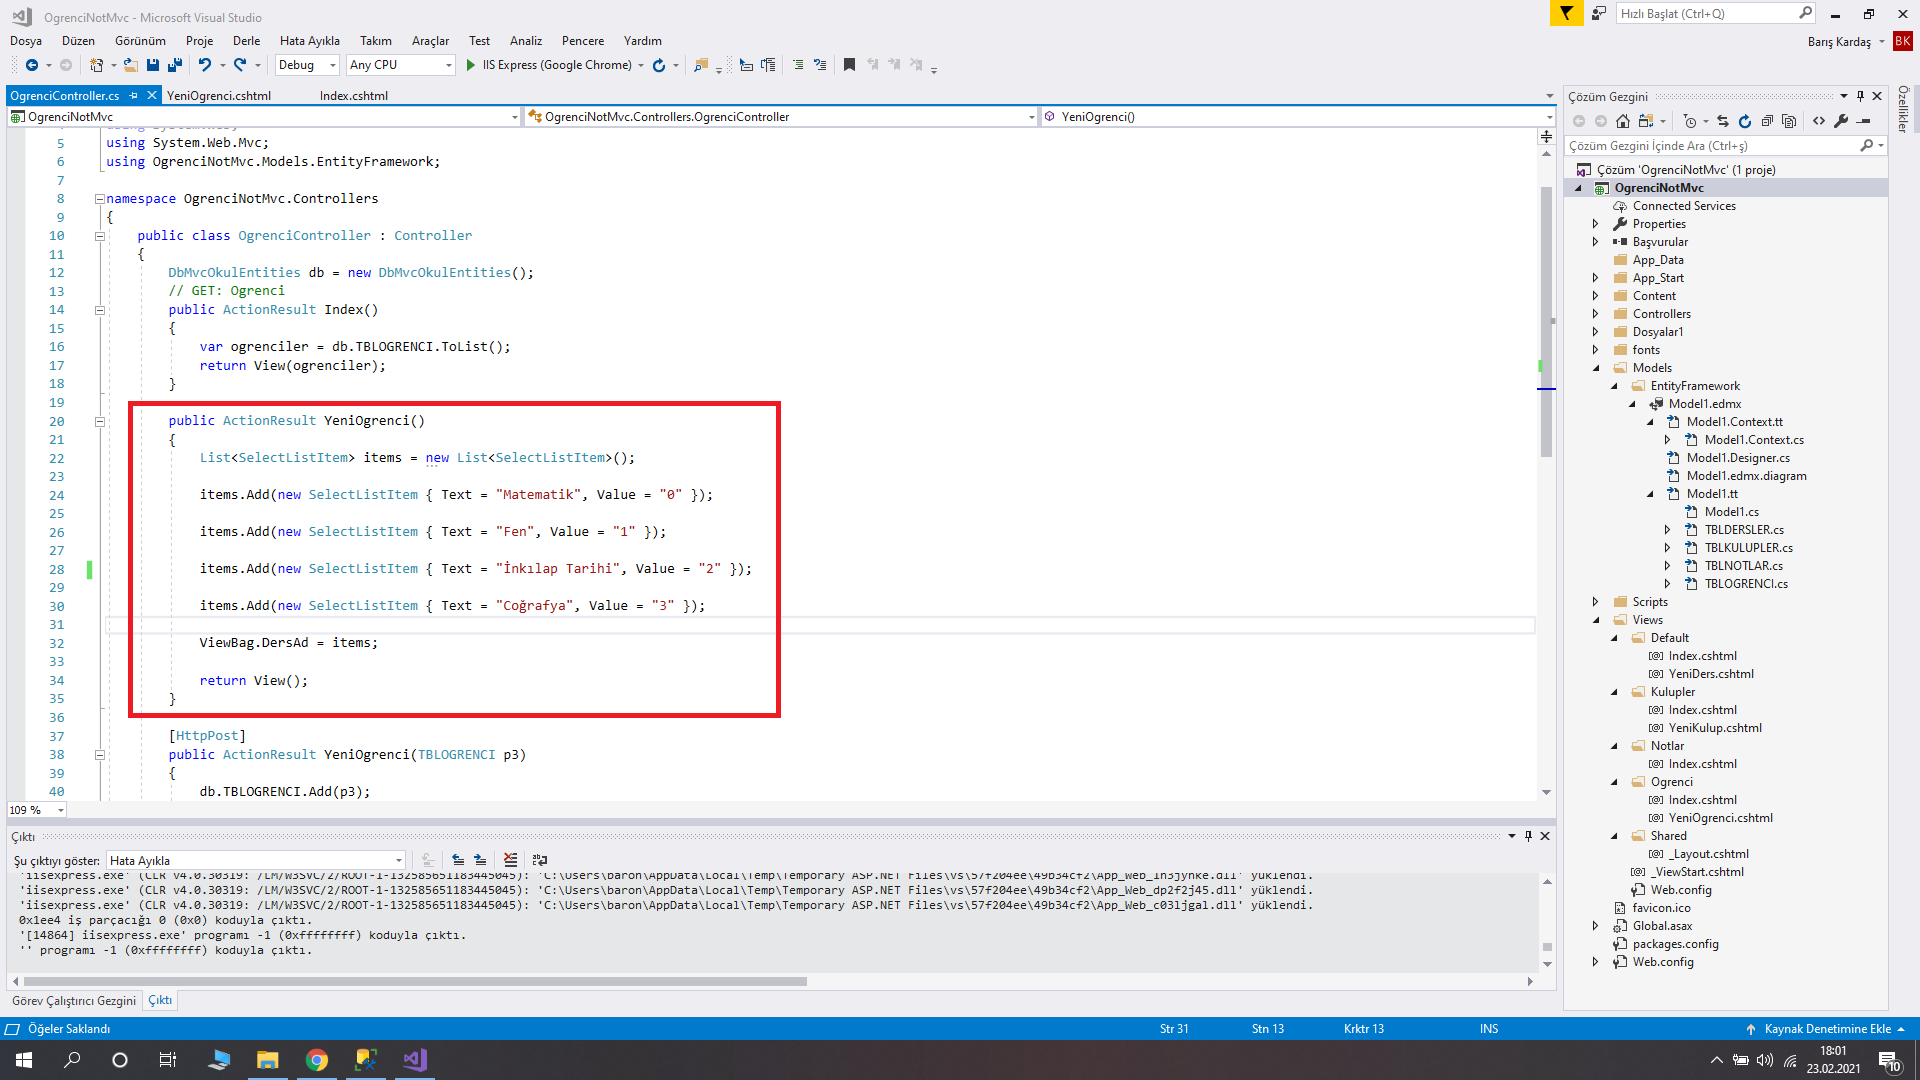 OgrenciNotMvc - Microsoft Visual Studio
Hızlı Başlat (Ctrl+Q)
Dosya Düzen Görünüm Proje Derle Hata Ayıkla Takım Araçlar Test Analiz Pencere Yardım
Barış Kardaş BK
Debug Any CPU IIS Express (Google Chrome)
OgrenciController.cs YeniOgrenci.cshtml Index.cshtml
OgrenciNotMvc OgrenciNotMvc.Controllers.OgrenciController YeniOgrenci()
4 using System.Web;
5 using System.Web.Mvc;
6 using OgrenciNotMvc.Models.EntityFramework;
7
8 namespace OgrenciNotMvc.Controllers
9 {
10 public class OgrenciController : Controller
11 {
12 DbMvcOkulEntities db = new DbMvcOkulEntities();
13 // GET: Ogrenci
14 public ActionResult Index()
15 {
16 var ogrenciler = db.TBLOGRENCI.ToList();
17 return View(ogrenciler);
18 }
19
20 public ActionResult YeniOgrenci()
21 {
22 List<SelectListItem> items = new List<SelectListItem>();
23
24 items.Add(new SelectListItem { Text = "Matematik", Value = "0" });
25
26 items.Add(new SelectListItem { Text = "Fen", Value = "1" });
27
28 items.Add(new SelectListItem { Text = "İnkılap Tarihi", Value = "2" });
29
30 items.Add(new SelectListItem { Text = "Coğrafya", Value = "3" });
31
32 ViewBag.DersAd = items;
33
34 return View();
35 }
36
37 [HttpPost]
38 public ActionResult YeniOgrenci(TBLOGRENCI p3)
39 {
40 db.TBLOGRENCI.Add(p3);
109 %
Çıktı
Şu çıktıyı göster: Hata Ayıkla
'iisexpress.exe' (CLR v4.0.30319: /LM/W3SVC/2/ROOT-1-132585651183445045): 'C:\Users\baron\AppData\Local\Temp\Temporary ASP.NET Files\vs\57f204ee\49b34cf2\App_Web_ln3jynke.dll' yüklendi.
'iisexpress.exe' (CLR v4.0.30319: /LM/W3SVC/2/ROOT-1-132585651183445045): 'C:\Users\baron\AppData\Local\Temp\Temporary ASP.NET Files\vs\57f204ee\49b34cf2\App_Web_dp2f2j45.dll' yüklendi.
'iisexpress.exe' (CLR v4.0.30319: /LM/W3SVC/2/ROOT-1-132585651183445045): 'C:\Users\baron\AppData\Local\Temp\Temporary ASP.NET Files\vs\57f204ee\49b34cf2\App_Web_c03ljgal.dll' yüklendi.
0x1ee4 iş parçacığı 0 (0x0) koduyla çıktı.
'[14864] iisexpress.exe' programı -1 (0xffffffff) koduyla çıktı.
'' programı -1 (0xffffffff) koduyla çıktı.
Görev Çalıştırıcı Gezgini Çıktı
Çözüm Gezgini
Özellikler
Çözüm Gezgini İçinde Ara (Ctrl+ş)
Çözüm 'OgrenciNotMvc' (1 proje)
OgrenciNotMvc
Connected Services
Properties
Başvurular
App_Data
App_Start
Content
Controllers
Dosyalar1
fonts
Models
EntityFramework
Model1.edmx
Model1.Context.tt
Model1.Context.cs
Model1.Designer.cs
Model1.edmx.diagram
Model1.tt
Model1.cs
TBLDERSLER.cs
TBLKULUPLER.cs
TBLNOTLAR.cs
TBLOGRENCI.cs
Scripts
Views
Default
Index.cshtml
YeniDers.cshtml
Kulupler
Index.cshtml
YeniKulup.cshtml
Notlar
Index.cshtml
Ogrenci
Index.cshtml
YeniOgrenci.cshtml
Shared
_Layout.cshtml
_ViewStart.cshtml
Web.config
favicon.ico
Global.asax
packages.config
Web.config
Öğeler Saklandı Str 31 Stn 13 Krktr 13 INS Kaynak Denetimine Ekle
18:01
23.02.2021
10